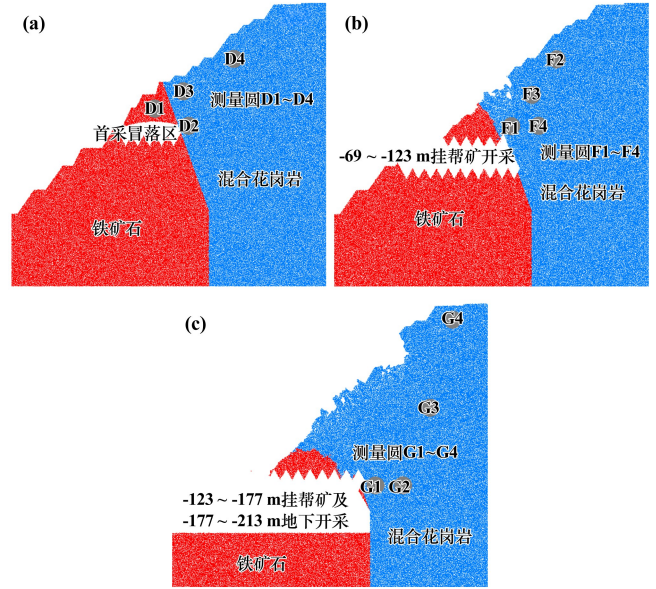 (a)
D4
D3
测量圆D1~D4
D1
首采冒落区
D2
混合花岗岩
铁矿石
(b)
F2
F3
F1
F4
-69 ~ -123 m挂帮矿开采
测量圆F1~F4
混合花岗岩
铁矿石
(c)
G4
G3
测量圆G1~G4
G1
G2
-123 ~ -177 m挂帮矿及
-177 ~ -213 m地下开采
混合花岗岩
铁矿石